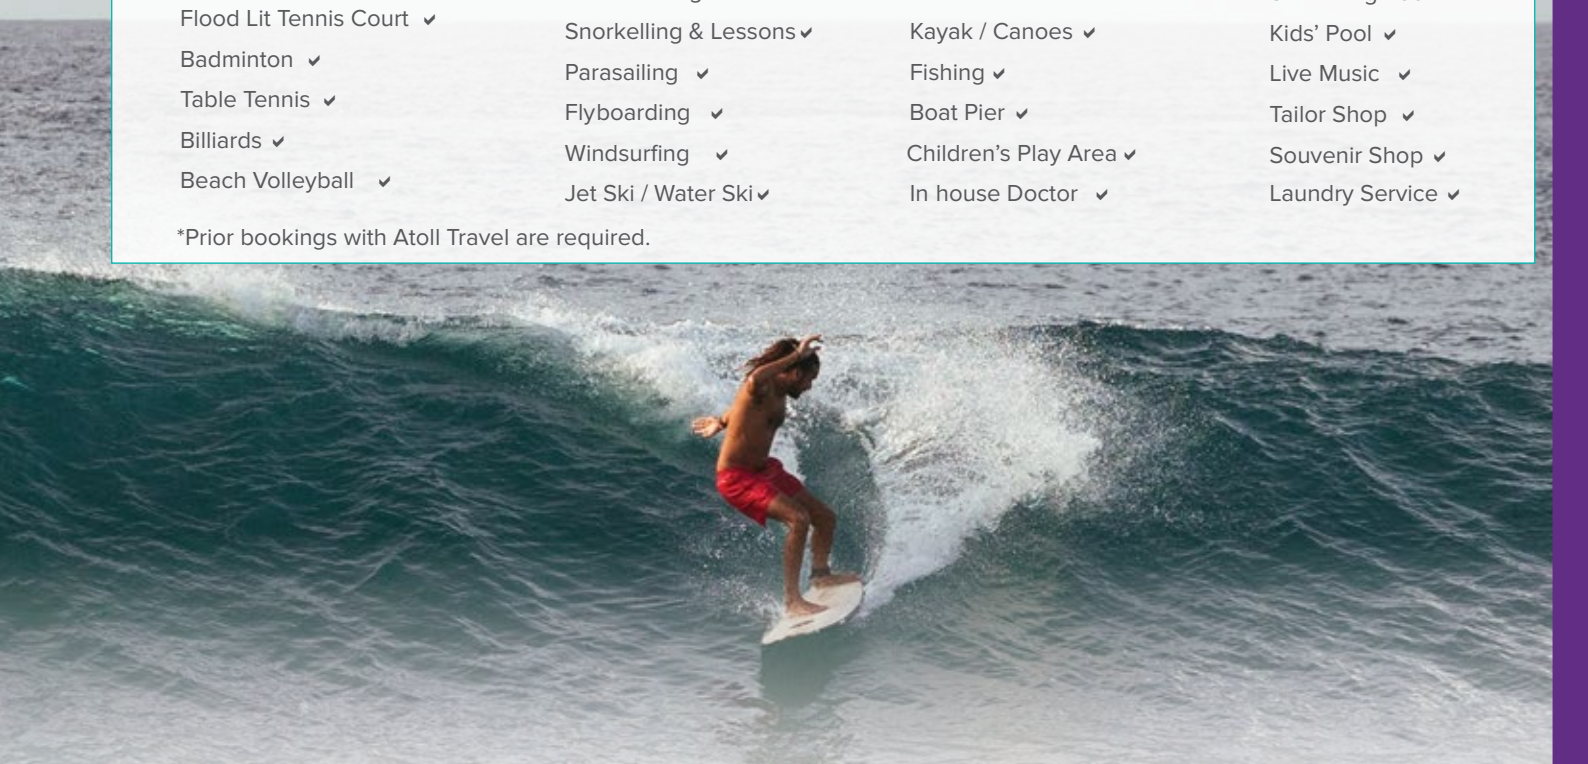 Flood Lit Tennis Court ✔
Badminton ✔
Table Tennis ✔
Billiards ✔
Beach Volleyball ✔
Snorkelling & Lessons ✔
Parasailing ✔
Flyboarding ✔
Windsurfing ✔
Jet Ski / Water Ski ✔
Kayak / Canoes ✔
Fishing ✔
Boat Pier ✔
Children’s Play Area ✔
In house Doctor ✔
Kids’ Pool ✔
Live Music ✔
Tailor Shop ✔
Souvenir Shop ✔
Laundry Service ✔
*Prior bookings with Atoll Travel are required.